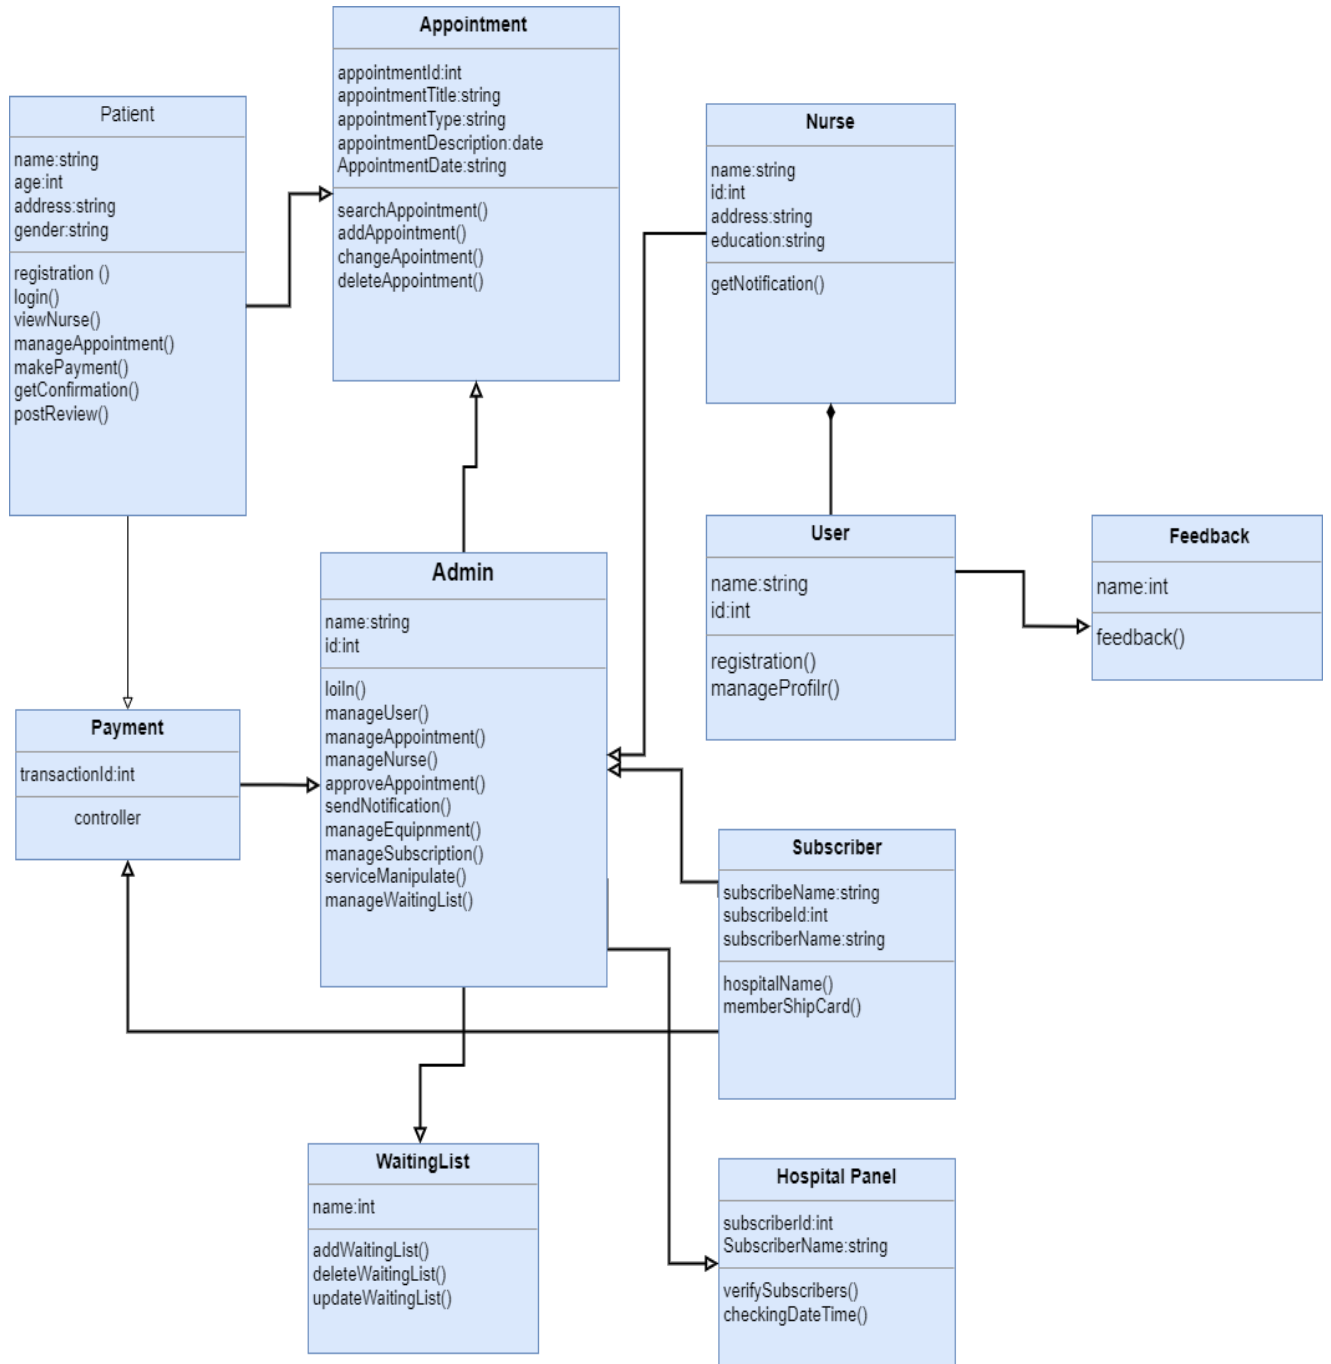 Appointment
appointmentId:int
appointmentTitle:string
appointmentType:string
appointmentDescription:date
AppointmentDate:string
searchAppointment()
addAppointment()
changeApointment()
deleteAppointment()
Patient
name:string
age:int
address:string
gender:string
registration ()
login()
viewNurse()
manageAppointment()
makePayment()
getConfirmation()
postReview()
Nurse
name:string
id:int
address:string
education:string
getNotification()
User
name:string
id:int
registration()
manageProfilr()
Feedback
name:int
feedback()
Admin
name:string
id:int
loiln()
manageUser()
manageAppointment()
manageNurse()
approveAppointment()
sendNotification()
manageEquipnment()
manageSubscription()
serviceManipulate()
manageWaitingList()
Payment
transactionId:int
controller
Subscriber
subscribeName:string
subscribeId:int
subscriberName:string
hospitalName()
memberShipCard()
WaitingList
name:int
addWaitingList()
deleteWaitingList()
updateWaitingList()
Hospital Panel
subscriberId:int
SubscriberName:string
verifySubscribers()
checkingDateTime()